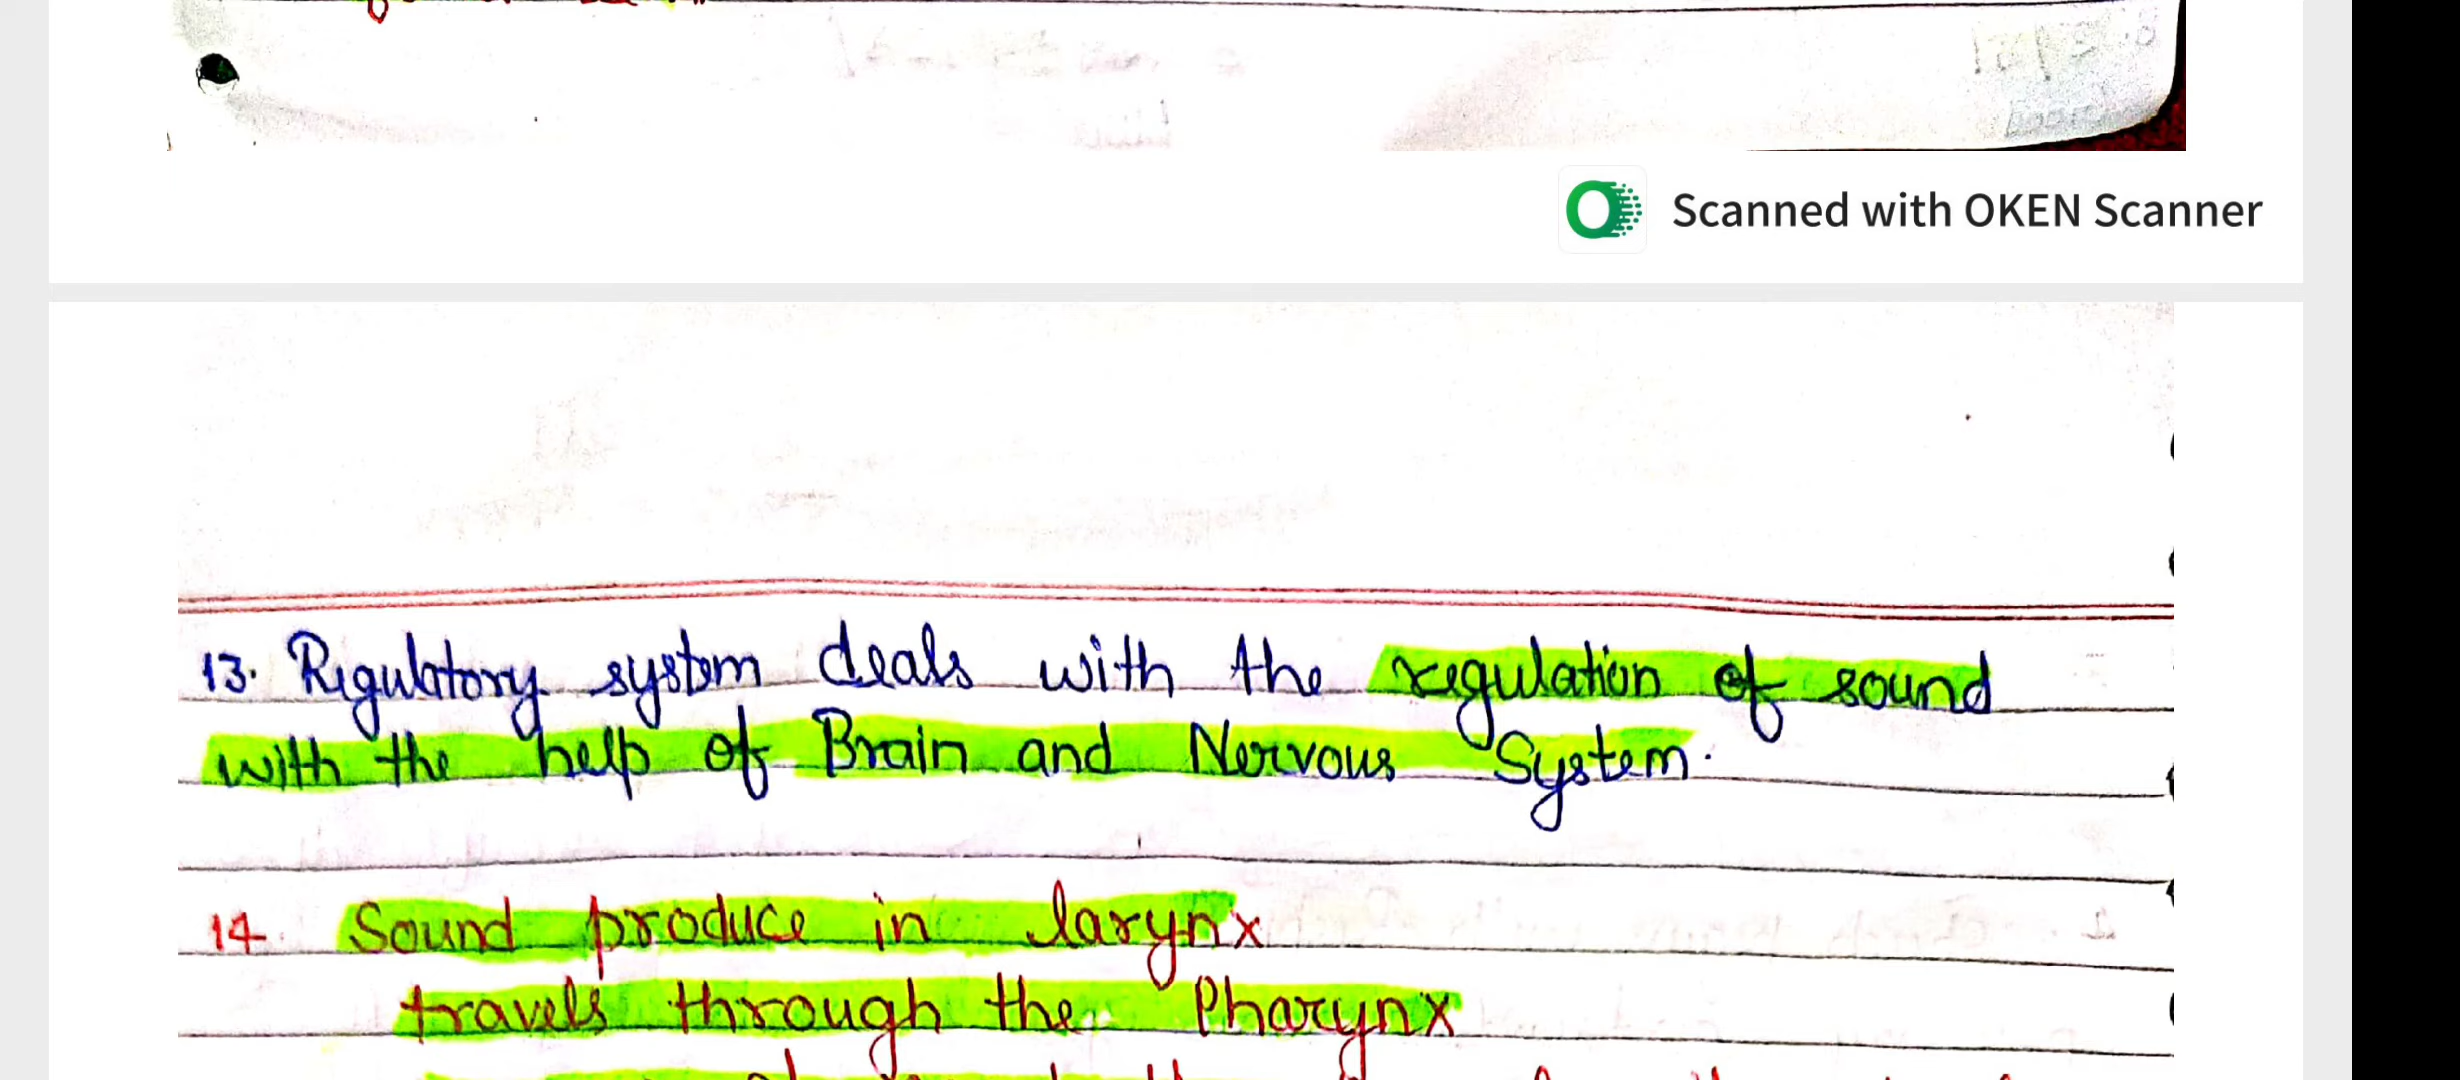 Scanned with OKEN Scanner
13. Regulatory system deals with the regulation of sound
with the help of Brain and Nervous System.
14. Sound produce in larynx
travels through the Pharynx